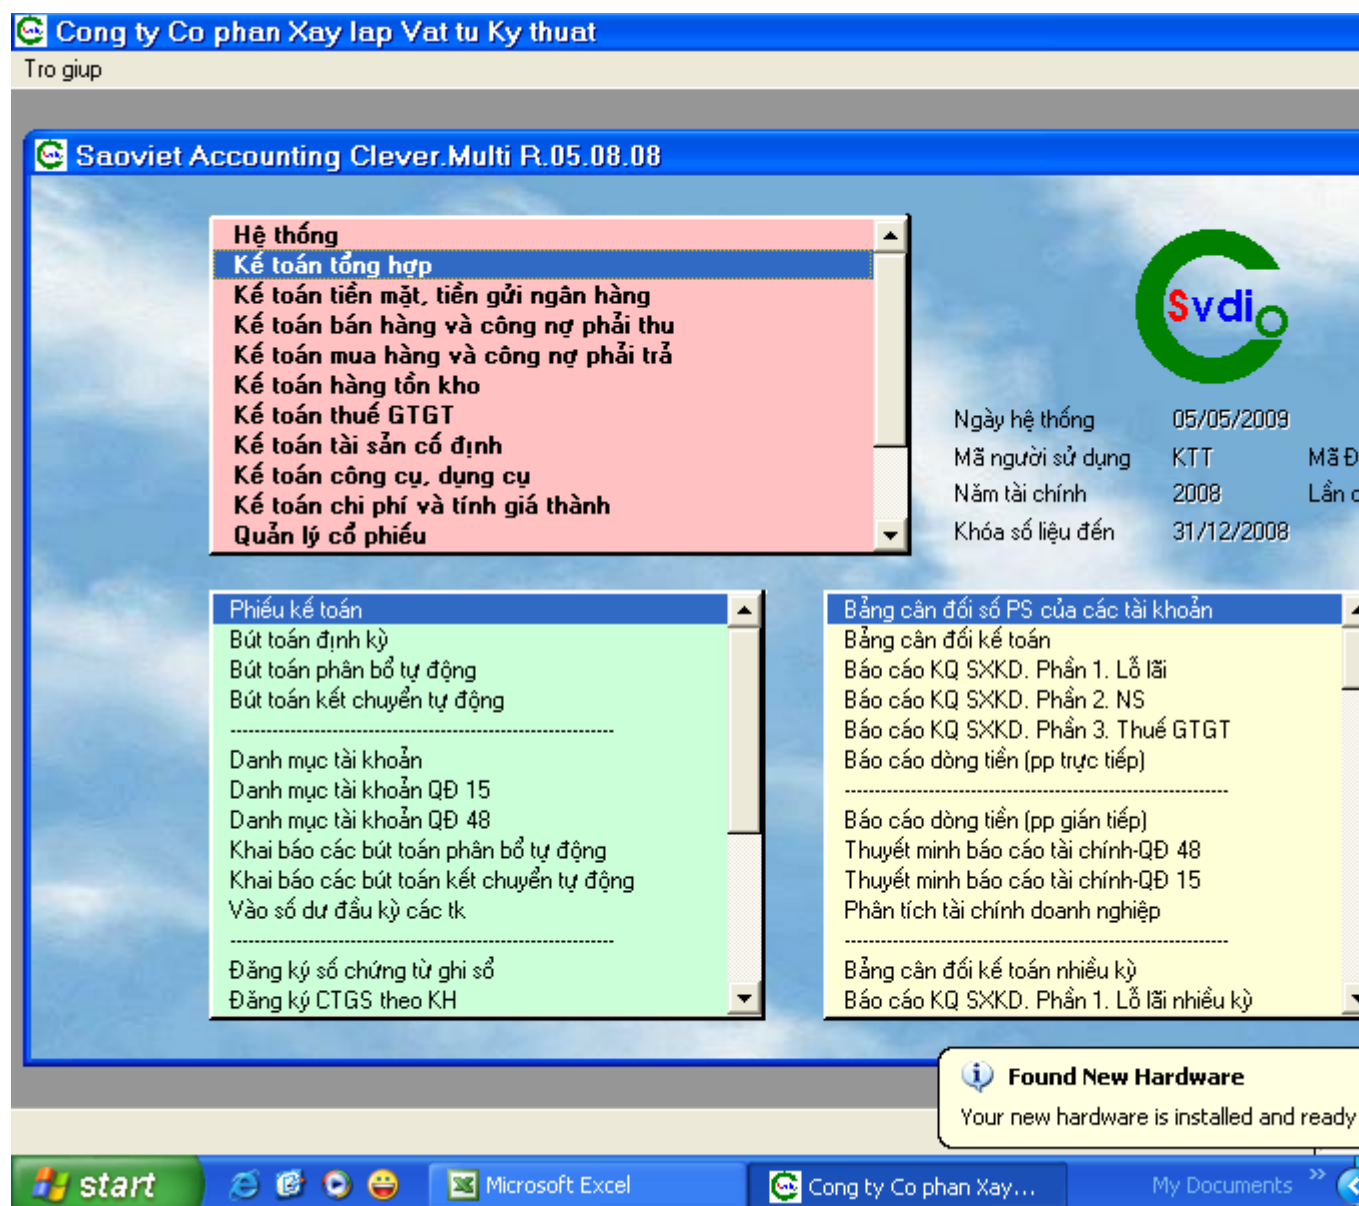 Cong ty Co phan Xay lap Vat tu Ky thuat
Tro giup
Saoviet Accounting Clever.Multi R.05.08.08
Hệ thống
Kế toán tổng hợp
Kế toán tiền mặt, tiền gửi ngân hàng
Kế toán bán hàng và công nợ phải thu
Kế toán mua hàng và công nợ phải trả
Kế toán hàng tồn kho
Kế toán thuế GTGT
Kế toán tài sản cố định
Kế toán công cụ, dụng cụ
Kế toán chi phí và tính giá thành
Quản lý cổ phiếu
Svdi
Ngày hệ thống 05/05/2009
Mã người sử dụng KTT Mã Đ
Năm tài chính 2008 Lần
Khóa số liệu đến 31/12/2008
Phiếu kế toán
Bút toán định kỳ
Bút toán phân bổ tự động
Bút toán kết chuyển tự động
Danh mục tài khoản
Danh mục tài khoản QĐ 15
Danh mục tài khoản QĐ 48
Khai báo các bút toán phân bổ tự động
Khai báo các bút toán kết chuyển tự động
Vào số dư đầu kỳ các tk
Đăng ký số chứng từ ghi sổ
Đăng ký CTGS theo KH
Bảng cân đối số PS của các tài khoản
Bảng cân đối kế toán
Báo cáo KQ SXKD. Phần 1. Lỗ lãi
Báo cáo KQ SXKD. Phần 2. NS
Báo cáo KQ SXKD. Phần 3. Thuế GTGT
Báo cáo dòng tiền (pp trực tiếp)
Báo cáo dòng tiền (pp gián tiếp)
Thuyết minh báo cáo tài chính-QĐ 48
Thuyết minh báo cáo tài chính-QĐ 15
Phân tích tài chính doanh nghiệp
Bảng cân đối kế toán nhiều kỳ
Báo cáo KQ SXKD. Phần 1. Lỗ lãi nhiều kỳ
Found New Hardware
Your new hardware is installed and ready
start
Microsoft Excel
Cong ty Co phan Xay...
My Documents